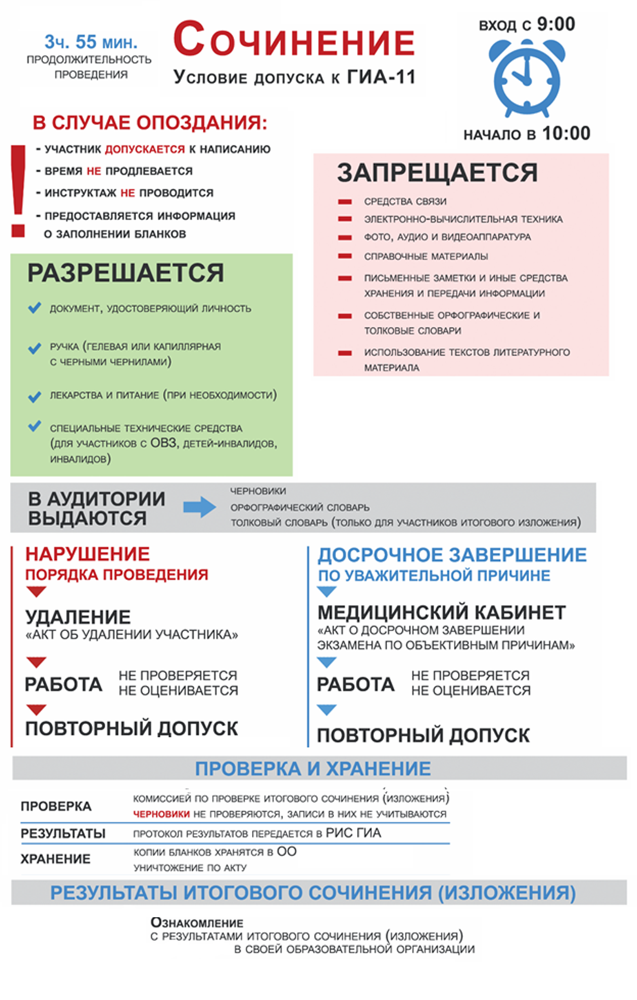 3ч. 55 мин.
продолжительность
проведения
Сочинение
Условие допуска к ГИА-11
вход с 9:00
начало в 10:00
В СЛУЧАЕ ОПОЗДАНИЯ:
- участник допускается к написанию
- время не продлевается
- инструктаж не проводится
- предоставляется информация
о заполнении бланков
ЗАПРЕЩАЕТСЯ
средства связи
электронно-вычислительная техника
фото, аудио и видеоаппаратура
справочные материалы
письменные заметки и иные средства
хранения и передачи информации
собственные орфографические и
толковые словари
использование текстов литературного
материала
РАЗРЕШАЕТСЯ
документ, удостоверяющий личность
ручка (гелевая или капиллярная
с черными чернилами)
лекарства и питание (при необходимости)
специальные технические средства
(для участников с ОВЗ, детей-инвалидов,
инвалидов)
В АУДИТОРИИ
ВЫДАЮТСЯ
черновики
орфографический словарь
толковый словарь (только для участников итогового изложения)
НАРУШЕНИЕ
ПОРЯДКА ПРОВЕДЕНИЯ
УДАЛЕНИЕ
«АКТ ОБ УДАЛЕНИИ УЧАСТНИКА»
РАБОТА
НЕ ПРОВЕРЯЕТСЯ
НЕ ОЦЕНИВАЕТСЯ
ПОВТОРНЫЙ ДОПУСК
ДОСРОЧНОЕ ЗАВЕРШЕНИЕ
ПО УВАЖИТЕЛЬНОЙ ПРИЧИНЕ
МЕДИЦИНСКИЙ КАБИНЕТ
«АКТ О ДОСРОЧНОМ ЗАВЕРШЕНИИ
ЭКЗАМЕНА ПО ОБЪЕКТИВНЫМ ПРИЧИНАМ»
РАБОТА
НЕ ПРОВЕРЯЕТСЯ
НЕ ОЦЕНИВАЕТСЯ
ПОВТОРНЫЙ ДОПУСК
ПРОВЕРКА И ХРАНЕНИЕ
ПРОВЕРКА
комиссией по проверке итогового сочинения (изложения)
черновики не проверяются, записи в них не учитываются
РЕЗУЛЬТАТЫ
протокол результатов передается в РИС ГИА
ХРАНЕНИЕ
копии бланков хранятся в ОО
уничтожение по акту
РЕЗУЛЬТАТЫ ИТОГОВОГО СОЧИНЕНИЯ (ИЗЛОЖЕНИЯ)
Ознакомление
с результатами итогового сочинения (изложения)
в своей образовательной организации